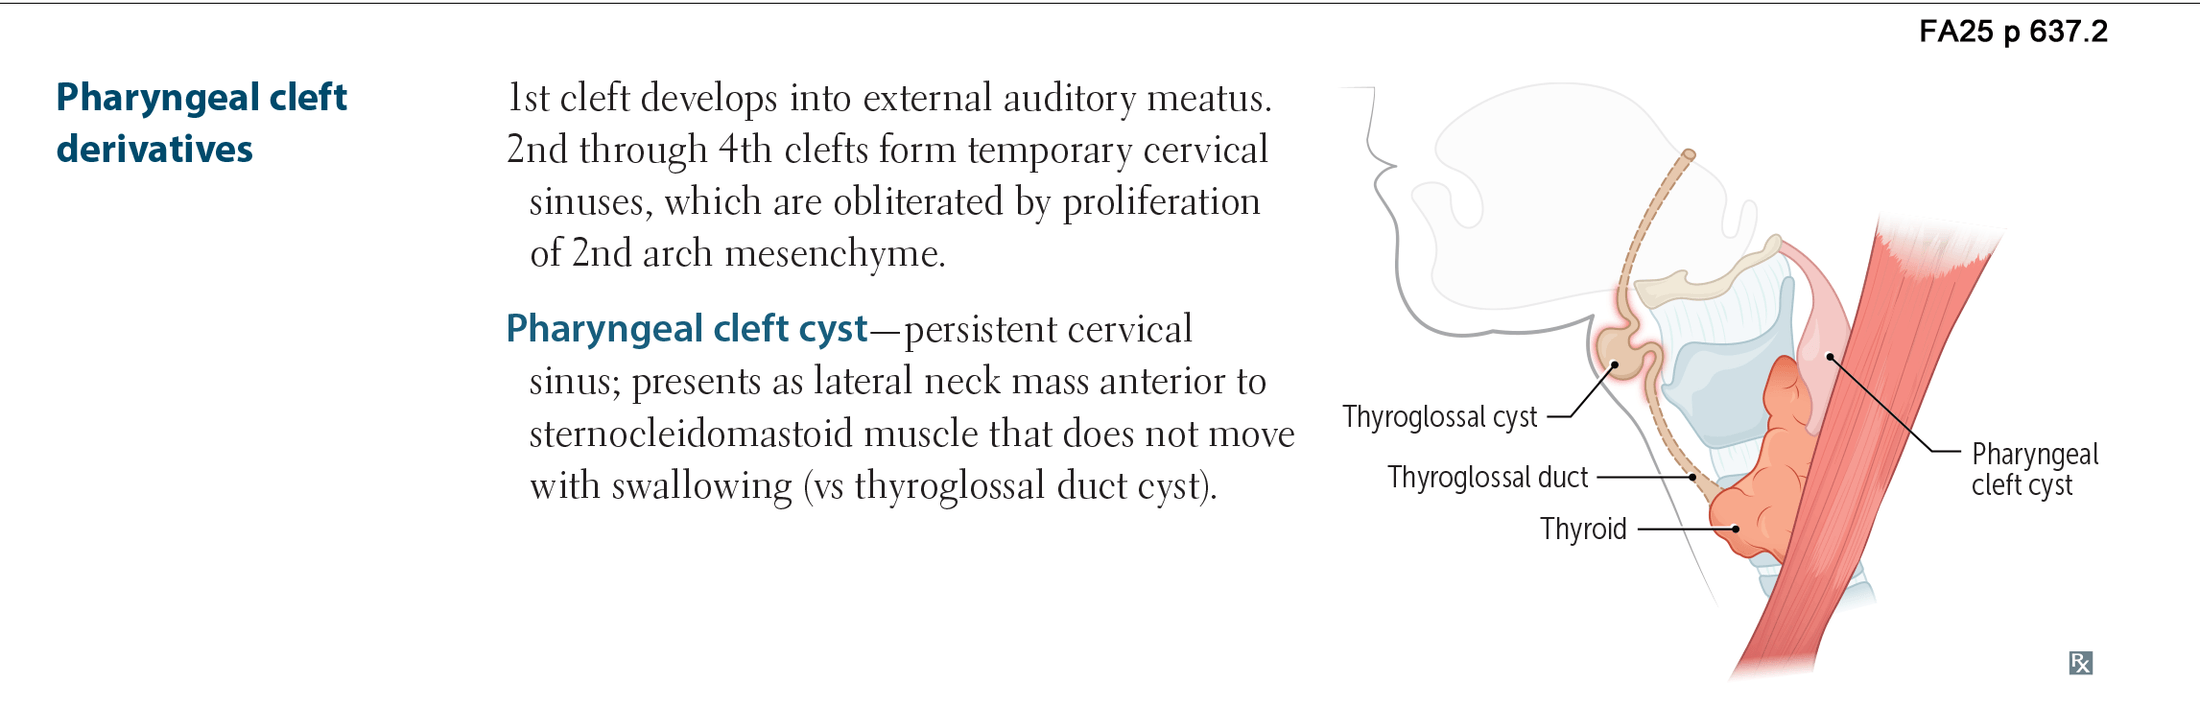 FA25 p 637.2
Pharyngeal cleft
derivatives
1st cleft develops into external auditory meatus.
2nd through 4th clefts form temporary cervical
sinuses, which are obliterated by proliferation
of 2nd arch mesenchyme.
Pharyngeal cleft cyst—persistent cervical
sinus; presents as lateral neck mass anterior to
sternocleidomastoid muscle that does not move
with swallowing (vs thyroglossal duct cyst).
Thyroglossal cyst
Thyroglossal duct
Thyroid
Pharyngeal
cleft cyst
Rx